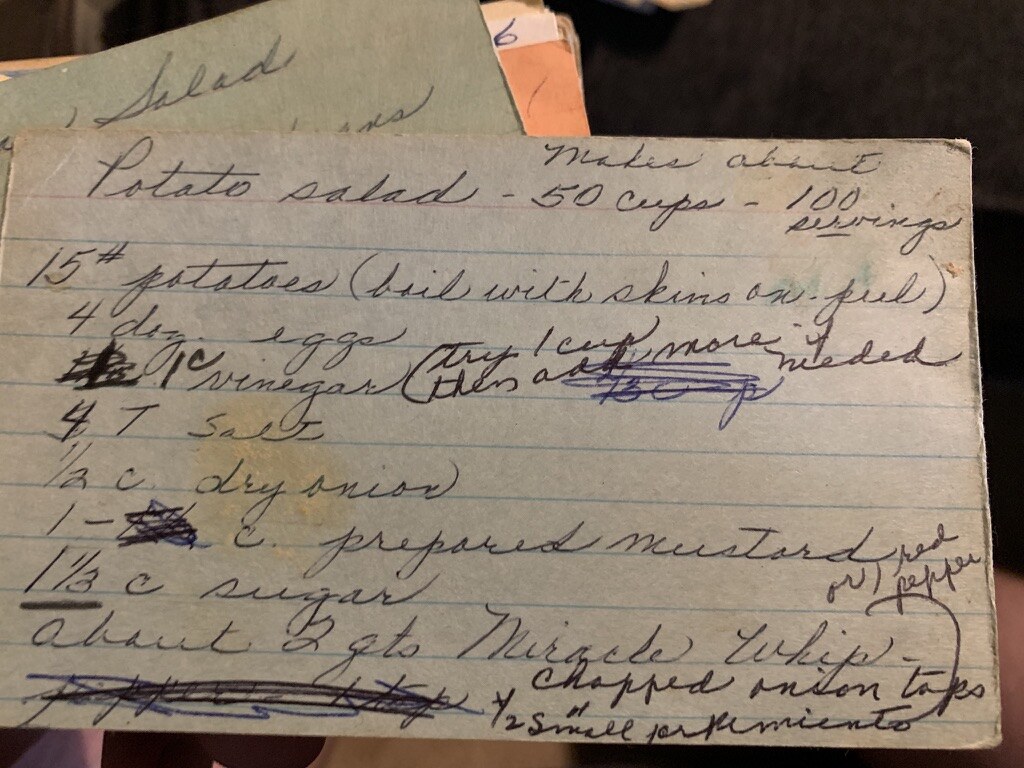 6
Salad
Makes about
Potato salad - 50 cups - 100
servings
15# potatoes (boil with skins on - peel)
4 doz. eggs
1 c vinegar (try 1 cup more if needed
then add
4 T salt
1/2 c. dry onion
1 - c. prepared mustard
1 1/3 c sugar
or 1 red
pepper
about 2 qts Miracle Whip -
chopped onion tops
1/2 small pimiento